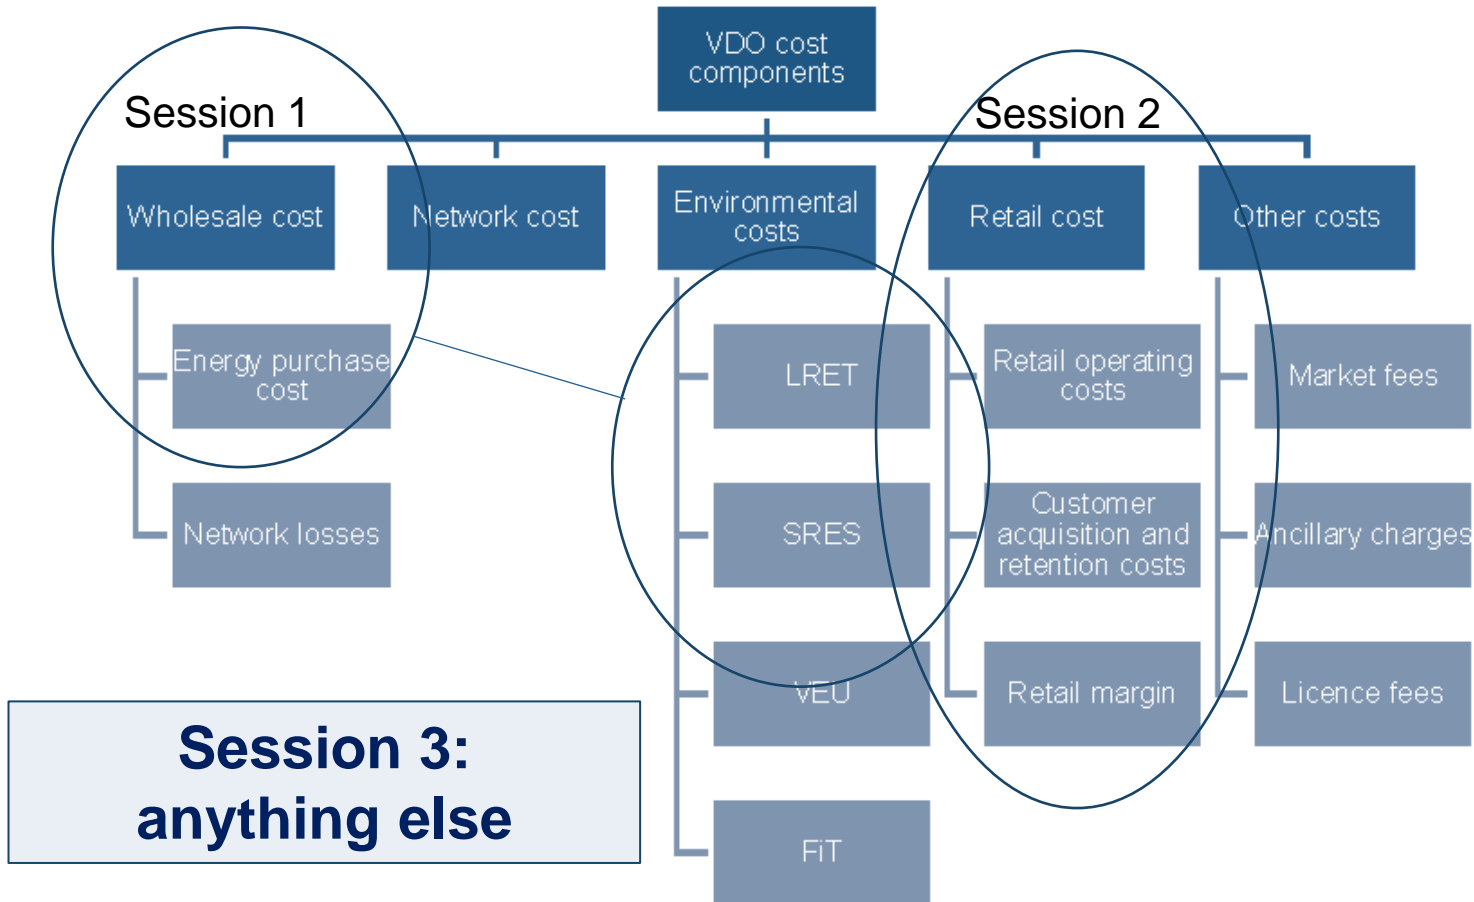 VDO cost
components
Session 1
Session 2
Wholesale cost
Network cost
Environmental
costs
Retail cost
Other costs
Energy purchase
cost
Network losses
LRET
SRES
VEU
FiT
Retail operating
costs
Customer
acquisition and
retention costs
Retail margin
Market fees
Ancillary charges
Licence fees
Session 3:
anything else